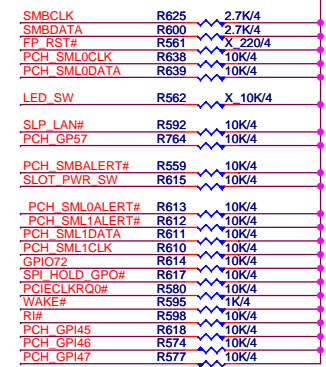 SMBCLK R625 2.7K/4
SMBDATA R600 2.7K/4
FP_RST# R561 X_220/4
PCH_SML0CLK R638 10K/4
PCH_SML0DATA R639 10K/4
LED_SW R562 X_10K/4
SLP_LAN# R592 10K/4
PCH_GP57 R764 10K/4
PCH_SMBALERT# R559 10K/4
SLOT_PWR_SW R615 10K/4
PCH_SML0ALERT# R613 10K/4
PCH_SML1ALERT# R612 10K/4
PCH_SML1DATA R611 10K/4
PCH_SML1CLK R610 10K/4
GPIO72 R614 10K/4
SPI_HOLD_GPO# R617 10K/4
PCIECLKRQ0# R580 10K/4
WAKE# R595 1K/4
RI# R598 10K/4
PCH_GPI45 R618 10K/4
PCH_GPI46 R574 10K/4
PCH_GPI47 R577 10K/4